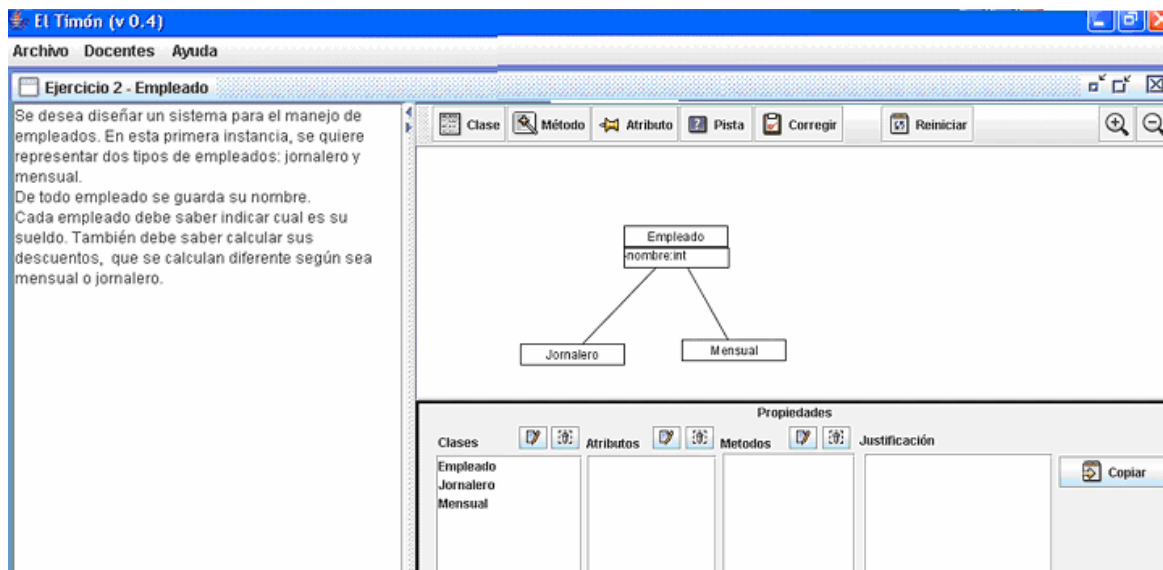 El Timón (v 0.4)
Archivo Docentes Ayuda
Ejercicio 2 - Empleado
Se desea diseñar un sistema para el manejo de
empleados. En esta primera instancia, se quiere
representar dos tipos de empleados: jornalero y
mensual.
De todo empleado se guarda su nombre.
Cada empleado debe saber indicar cual es su
sueldo. También debe saber calcular sus
descuentos, que se calculan diferente según sea
mensual o jornalero.
Clase Método Atributo Pista Corregir Reiniciar
Empleado
-nombre:int
Jornalero
Mensual
Propiedades
Clases Atributos Metodos Justificación
Empleado
Jornalero
Mensual
Copiar